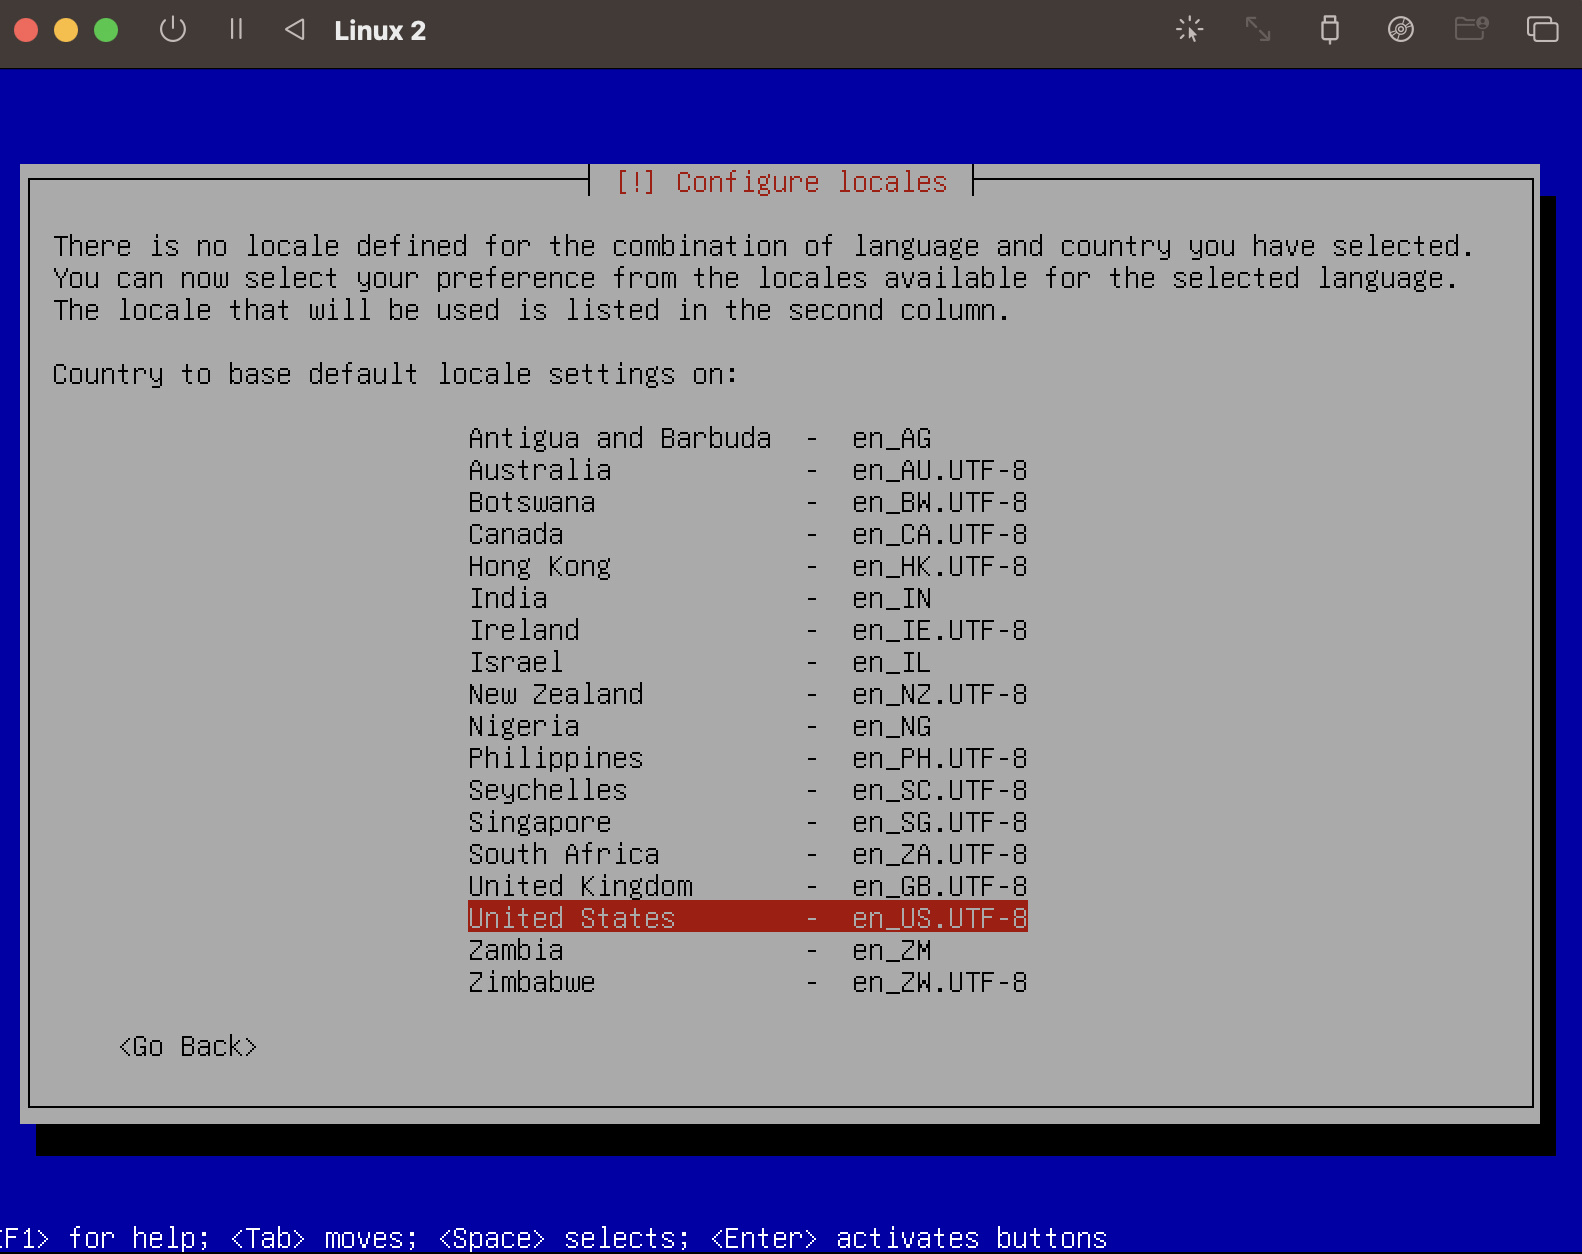 Linux 2
[!] Configure locales
There is no locale defined for the combination of language and country you have selected.
You can now select your preference from the locales available for the selected language.
The locale that will be used is listed in the second column.
Country to base default locale settings on:
Antigua and Barbuda - en_AG
Australia - en_AU.UTF-8
Botswana - en_BW.UTF-8
Canada - en_CA.UTF-8
Hong Kong - en_HK.UTF-8
India - en_IN
Ireland - en_IE.UTF-8
Israel - en_IL
New Zealand - en_NZ.UTF-8
Nigeria - en_NG
Philippines - en_PH.UTF-8
Seychelles - en_SC.UTF-8
Singapore - en_SG.UTF-8
South Africa - en_ZA.UTF-8
United Kingdom - en_GB.UTF-8
United States - en_US.UTF-8
Zambia - en_ZM
Zimbabwe - en_ZW.UTF-8
<Go Back>
F1> for help; <Tab> moves; <Space> selects; <Enter> activates buttons